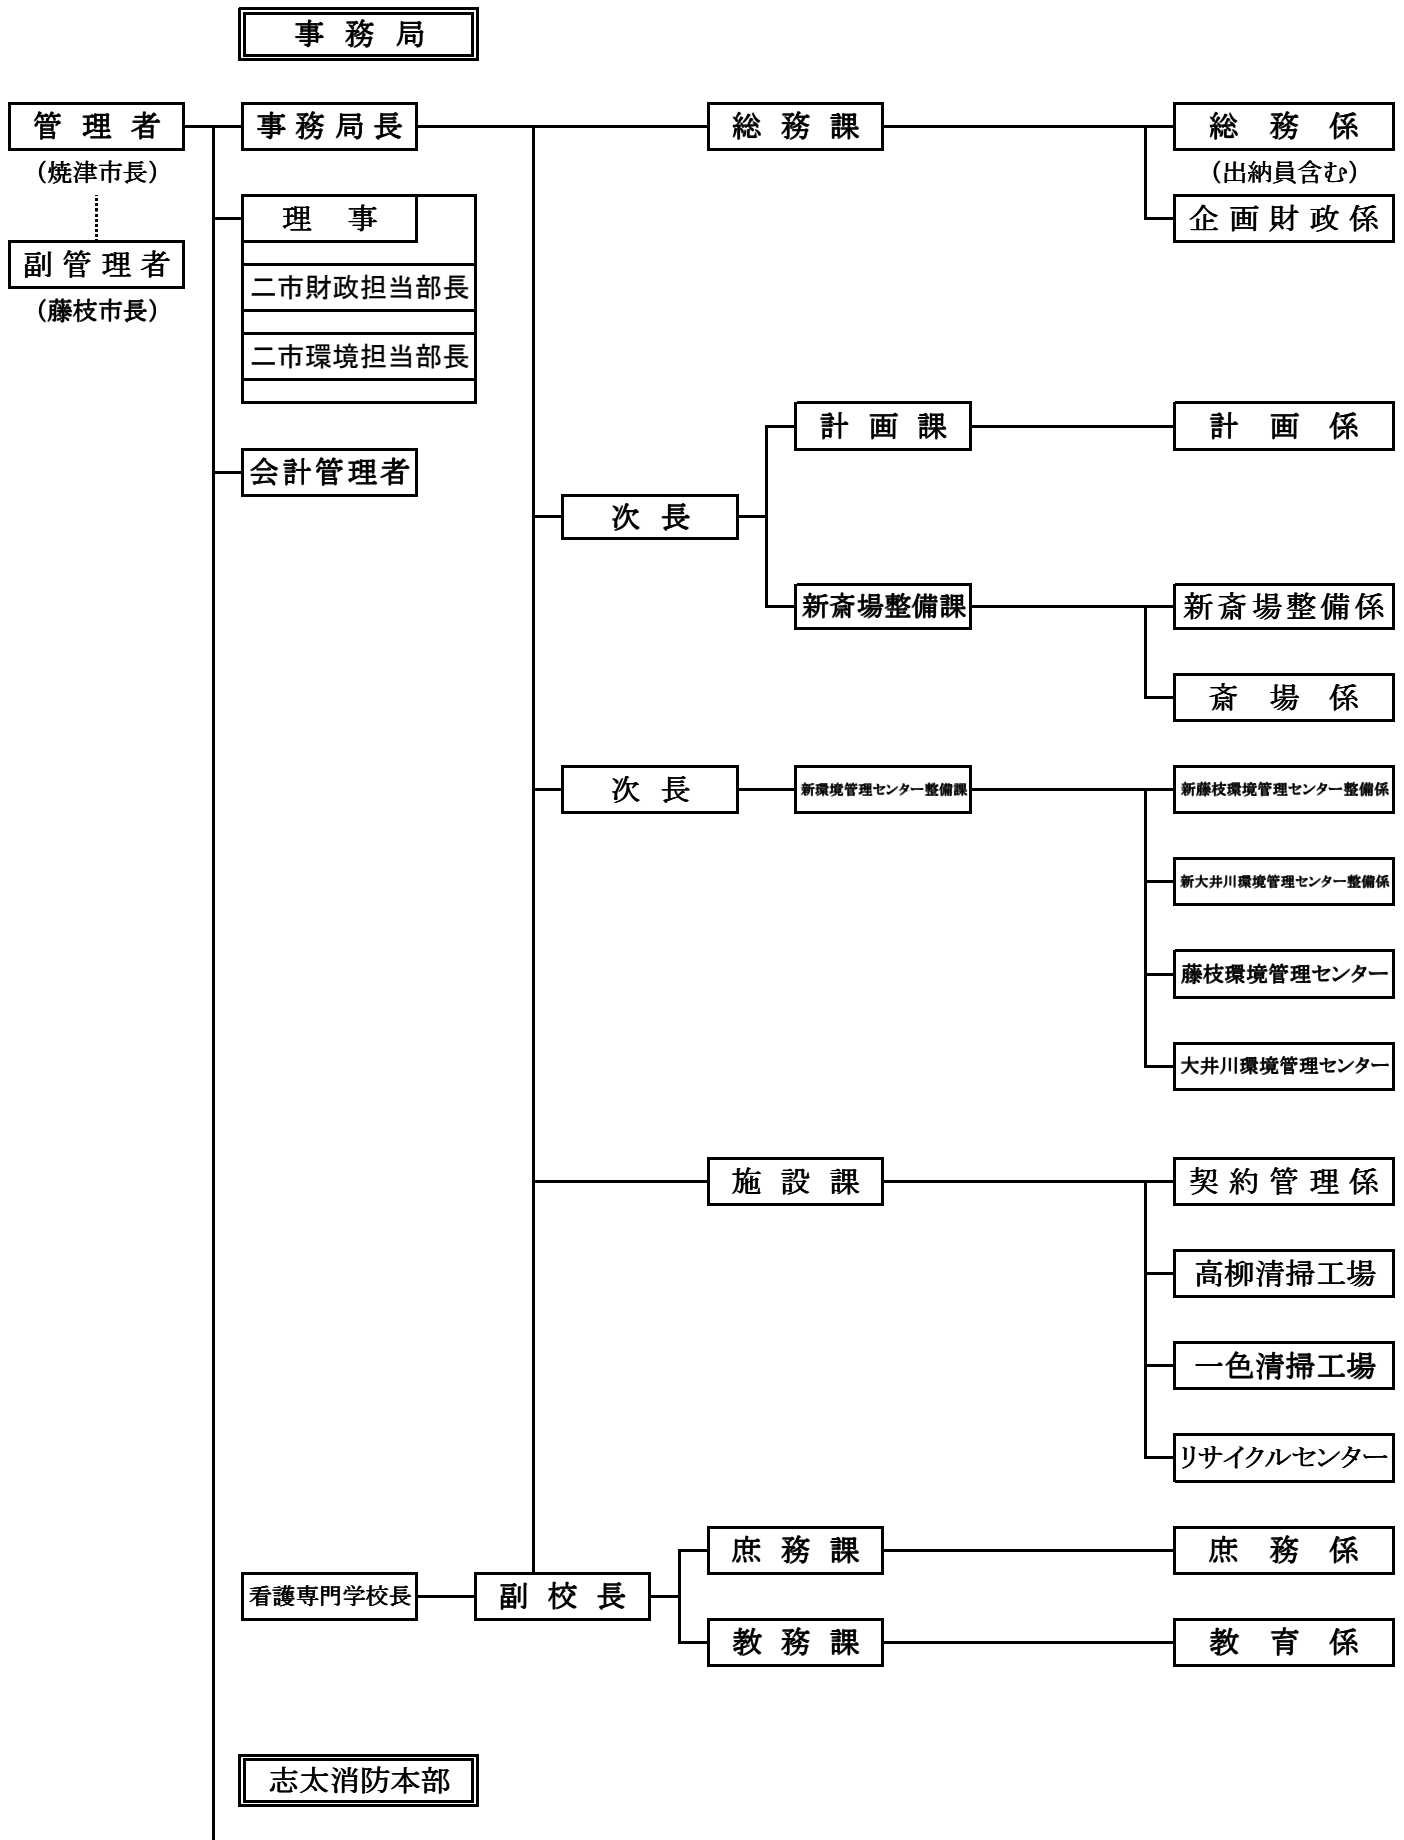 事務局
管理者
事務局長
総務課
総務係
(焼津市長)
(出納員含む)
理事
企画財政係
副管理者
二市財政担当部長
(藤枝市長)
二市環境担当部長
計画課
計画係
会計管理者
次長
新斎場整備課
新斎場整備係
斎場係
次長
新環境管理センター整備課
新藤枝環境管理センター整備係
新大井川環境管理センター整備係
藤枝環境管理センター
大井川環境管理センター
施設課
契約管理係
高柳清掃工場
一色清掃工場
リサイクルセンター
庶務課
庶務係
看護専門学校長
副校長
教務課
教育係
志太消防本部